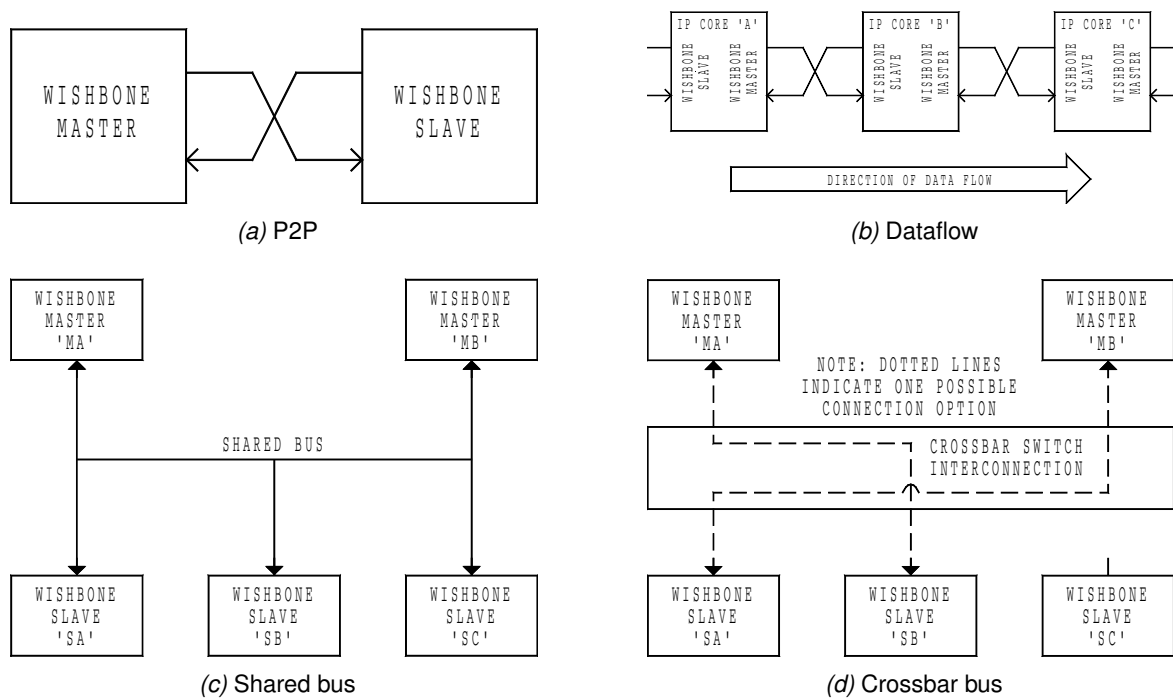 WISHBONE
MASTER
WISHBONE
SLAVE
(a) P2P
IP CORE 'A'
WISHBONE
SLAVE
WISHBONE
MASTER
IP CORE 'B'
WISHBONE
SLAVE
WISHBONE
MASTER
IP CORE 'C'
WISHBONE
SLAVE
WISHBONE
MASTER
DIRECTION OF DATA FLOW
(b) Dataflow
WISHBONE
MASTER
'MA'
WISHBONE
MASTER
'MB'
SHARED BUS
WISHBONE
SLAVE
'SA'
WISHBONE
SLAVE
'SB'
WISHBONE
SLAVE
'SC'
(c) Shared bus
WISHBONE
MASTER
'MA'
WISHBONE
MASTER
'MB'
NOTE: DOTTED LINES
INDICATE ONE POSSIBLE
CONNECTION OPTION
CROSSBAR SWITCH
INTERCONNECTION
WISHBONE
SLAVE
'SA'
WISHBONE
SLAVE
'SB'
WISHBONE
SLAVE
'SC'
(d) Crossbar bus